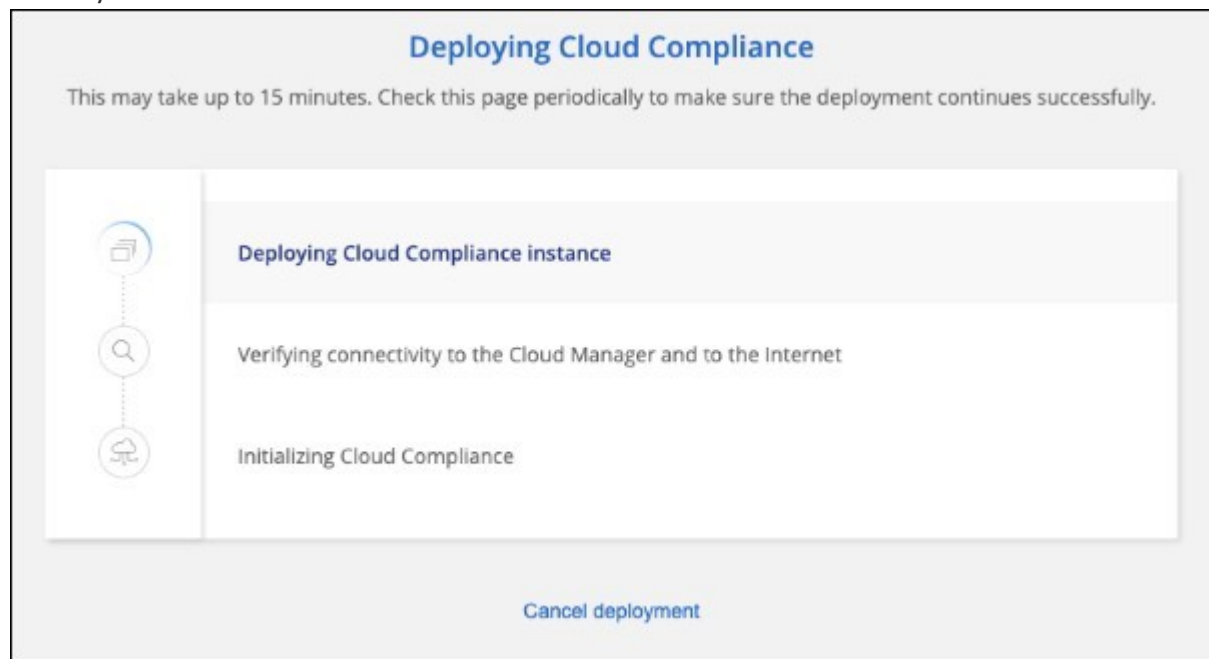 Deploying Cloud Compliance
This may take up to 15 minutes. Check this page periodically to make sure the deployment continues successfully.
Deploying Cloud Compliance instance
Verifying connectivity to the Cloud Manager and to the Internet
Initializing Cloud Compliance
Cancel deployment